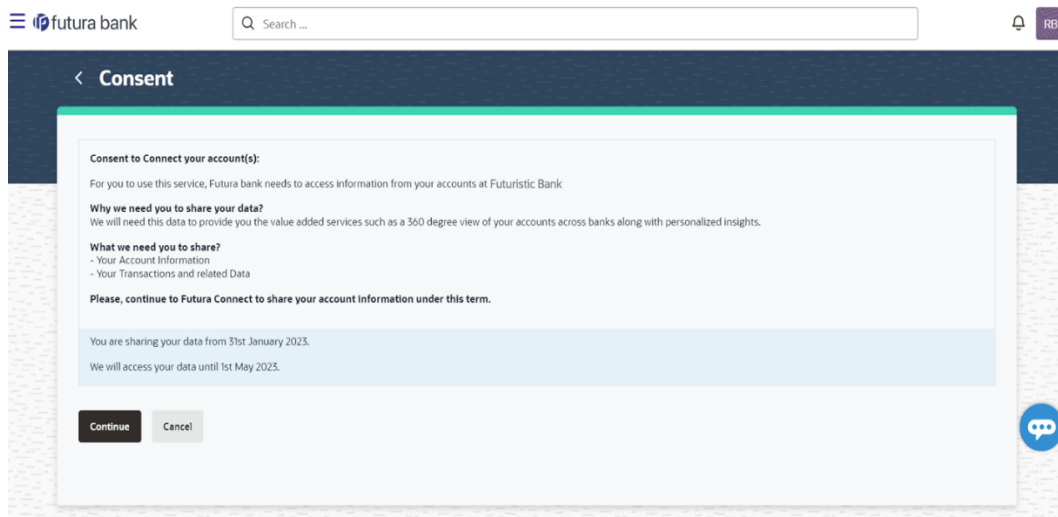 futura bank
Search ...
RB
Consent
Consent to Connect your account(s):
For you to use this service, Futura bank needs to access information from your accounts at Futuristic Bank
Why we need you to share your data?
We will need this data to provide you the value added services such as a 360 degree view of your accounts across banks along with personalized insights.
What we need you to share?
- Your Account Information
- Your Transactions and related Data
Please, continue to Futura Connect to share your account information under this term.
You are sharing your data from 31st January 2023.
We will access your data until 1st May 2023.
Continue
Cancel